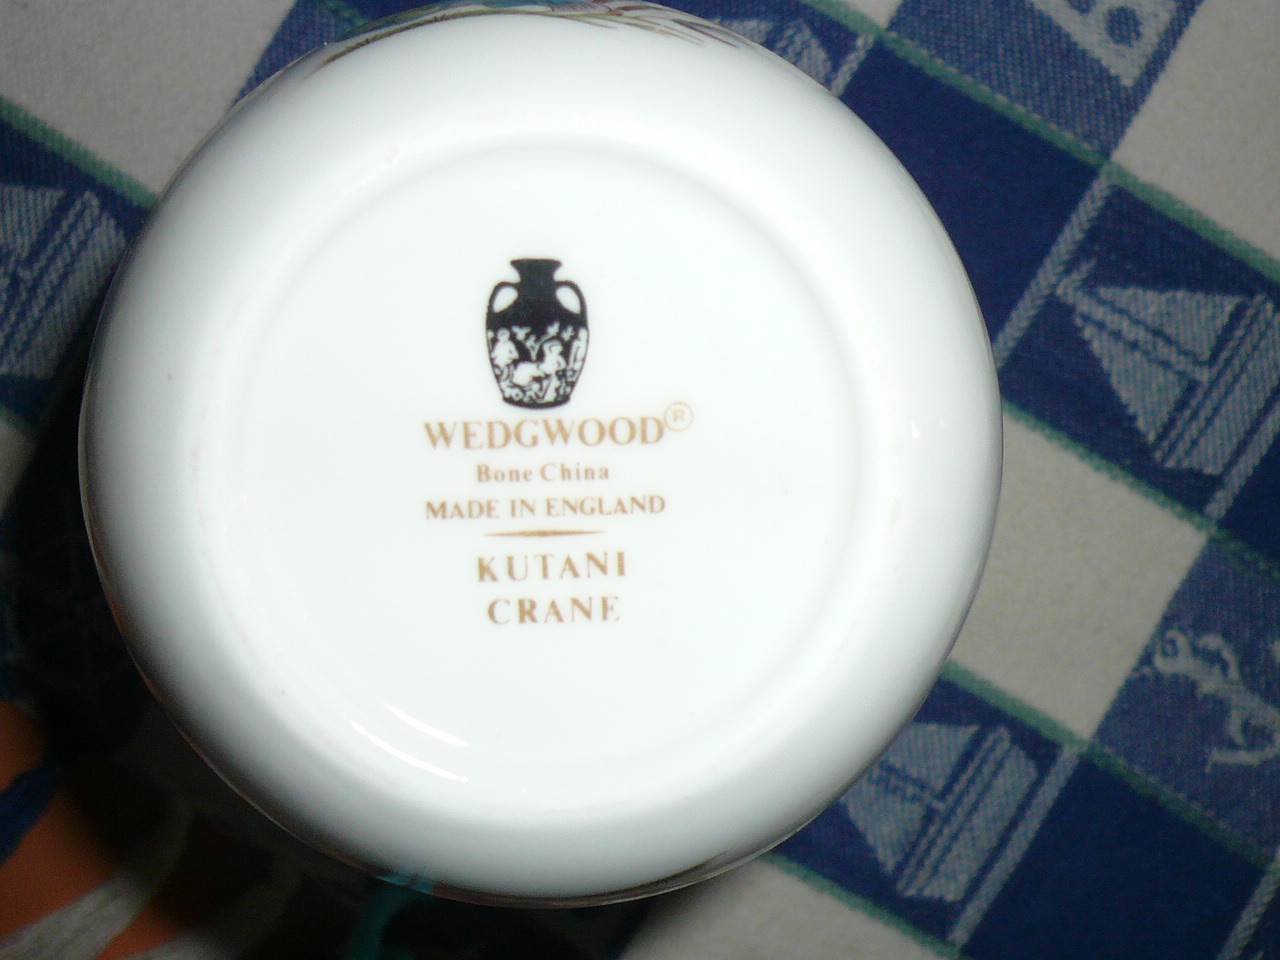 WEDGWOOD®
Bone China
MADE IN ENGLAND
KUTANI
CRANE